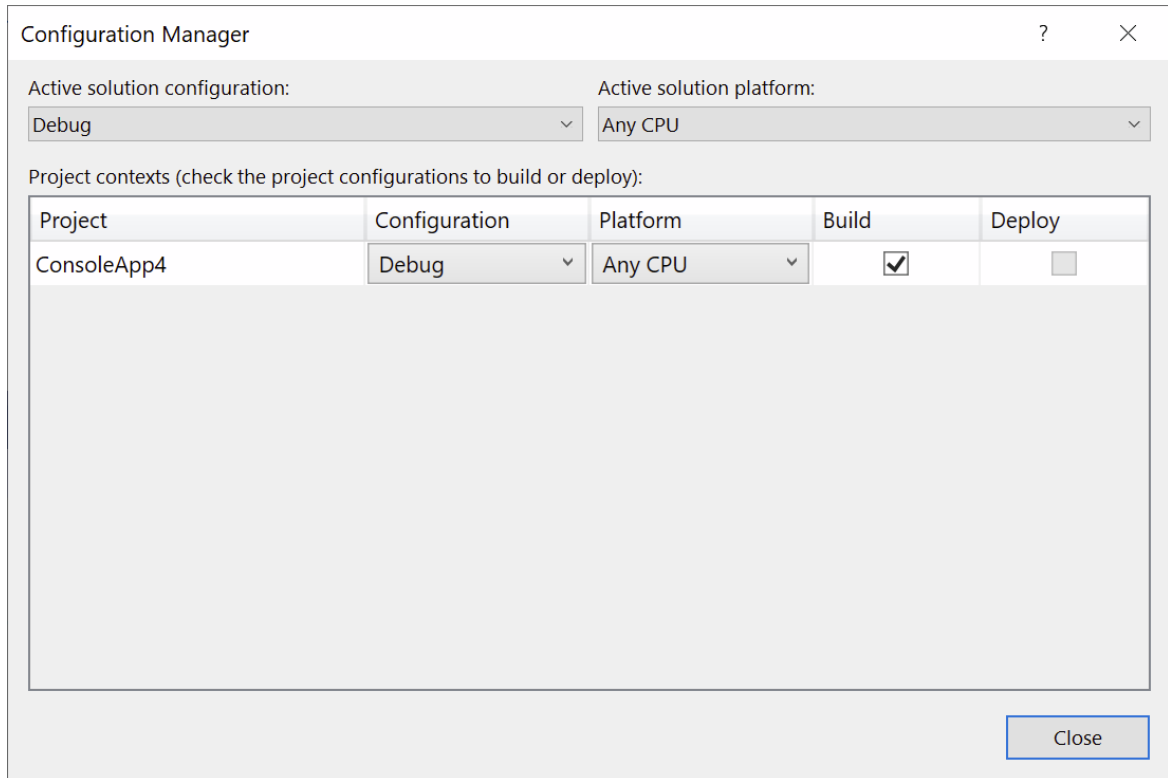 Configuration Manager ?
Active solution configuration: Active solution platform:
Debug Any CPU
Project contexts (check the project configurations to build or deploy):
Project Configuration Platform Build Deploy
ConsoleApp4 Debug Any CPU
Close